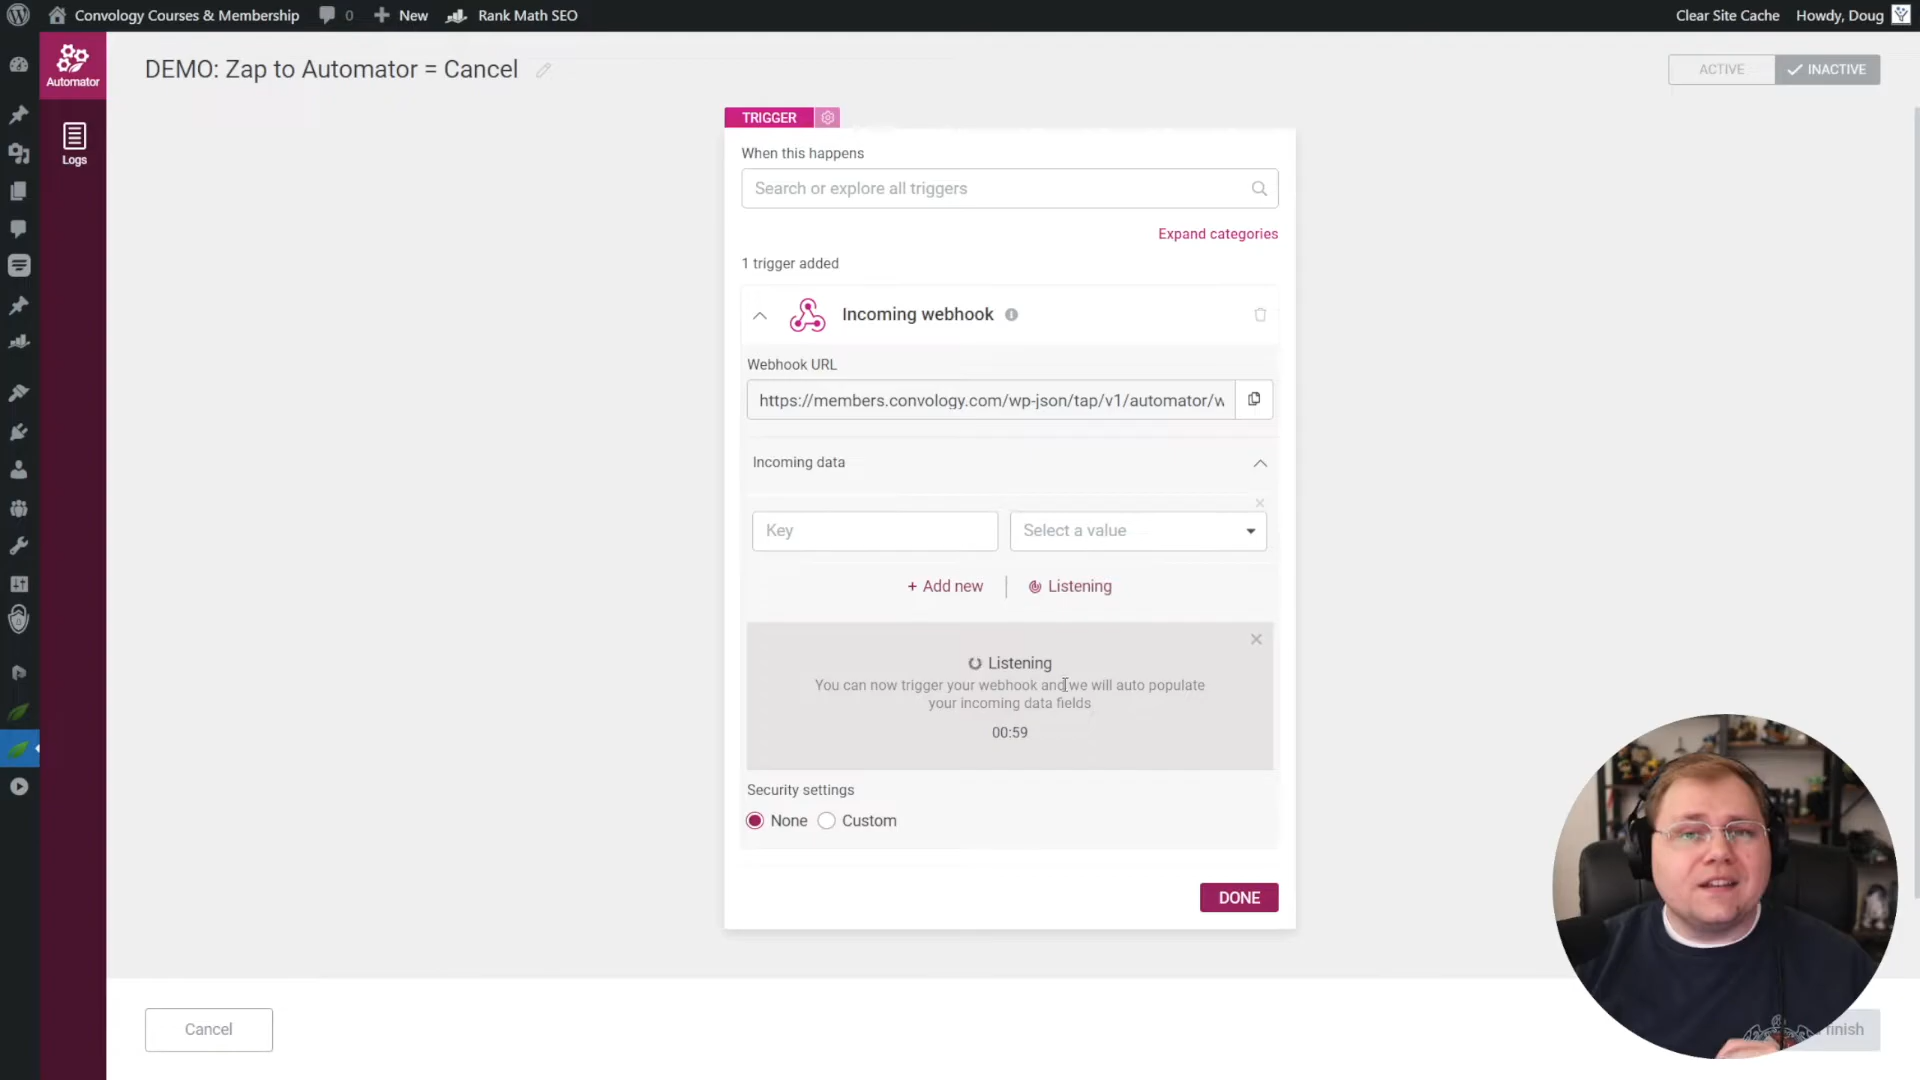 Convology Courses & Membership
0
New
Rank Math SEO
Clear Site Cache
Howdy, Doug
Automator
Logs
DEMO: Zap to Automator = Cancel
ACTIVE
INACTIVE
TRIGGER
When this happens
Search or explore all triggers
Expand categories
1 trigger added
Incoming webhook
Webhook URL
https://members.convology.com/wp-json/tap/v1/automator/w
Incoming data
Key
Select a value
+ Add new
Listening
Listening
You can now trigger your webhook and we will auto populate
your incoming data fields
00:59
Security settings
None
Custom
DONE
Cancel
finish